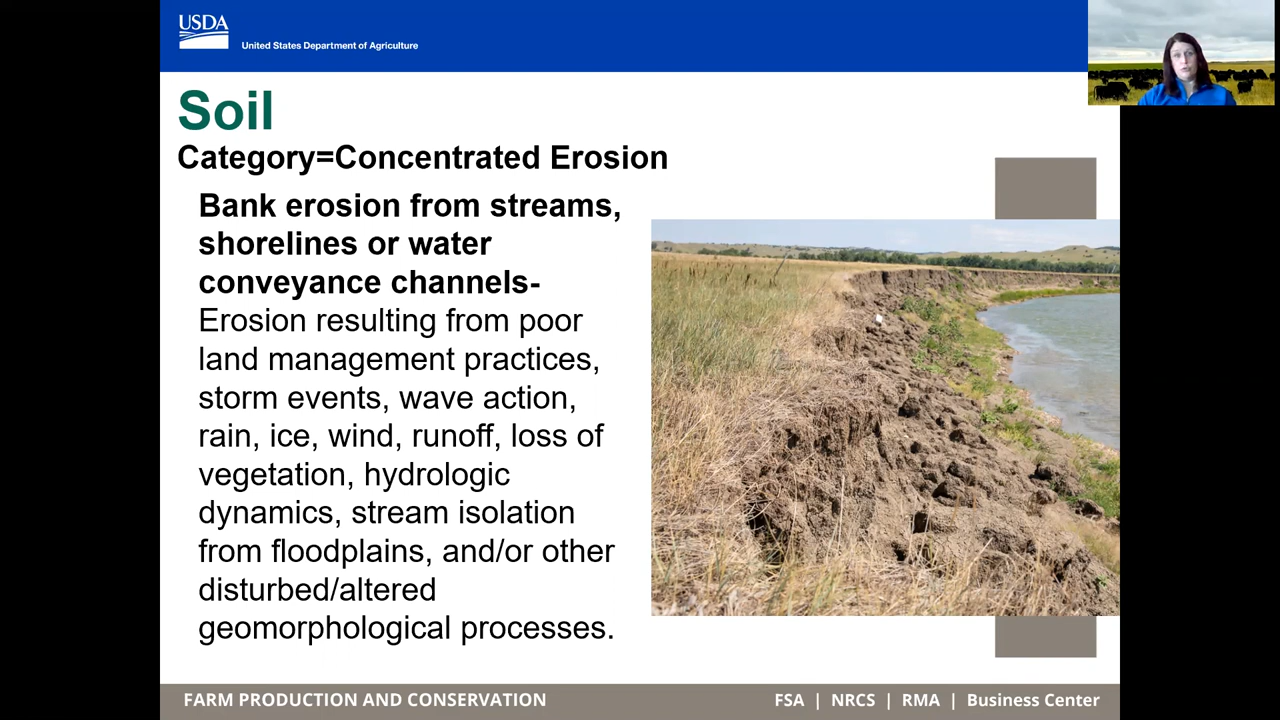 USDA
United States Department of Agriculture
Soil
Category=Concentrated Erosion
Bank erosion from streams,
shorelines or water
conveyance channels-
Erosion resulting from poor
land management practices,
storm events, wave action,
rain, ice, wind, runoff, loss of
vegetation, hydrologic
dynamics, stream isolation
from floodplains, and/or other
disturbed/altered
geomorphological processes.
FARM PRODUCTION AND CONSERVATION
FSA | NRCS | RMA | Business Center